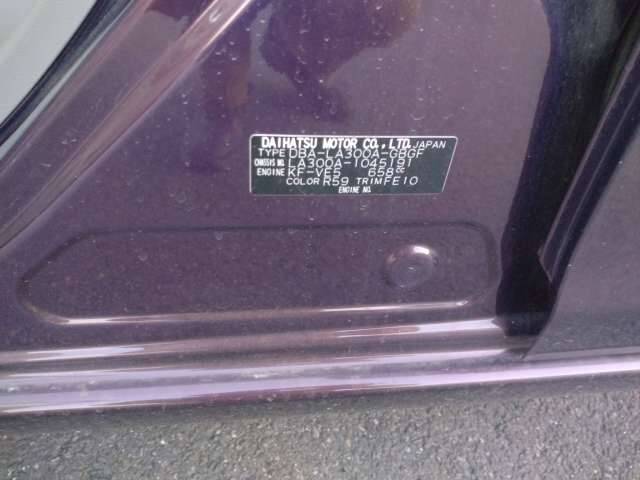 DAIHATSU MOTOR CO., LTD. JAPAN
TYPE DBA-LA300A-GBGF
CHASSIS NO. LA300A-1045191
ENGINE KF-VE5 658cc
COLOR R59 TRIM FE10
ENGINE NO.